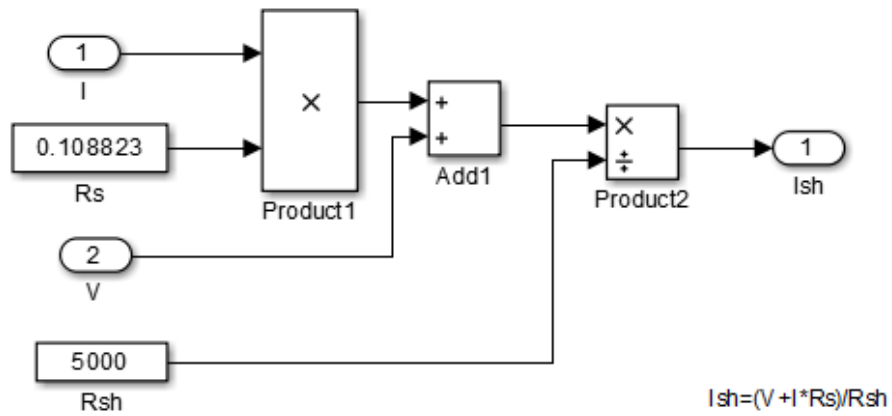 1
I
0.108823
Rs
×
Product1
2
V
5000
Rsh
+
+
Add1
×
÷
Product2
1
Ish
Ish=(V+I*Rs)/Rsh